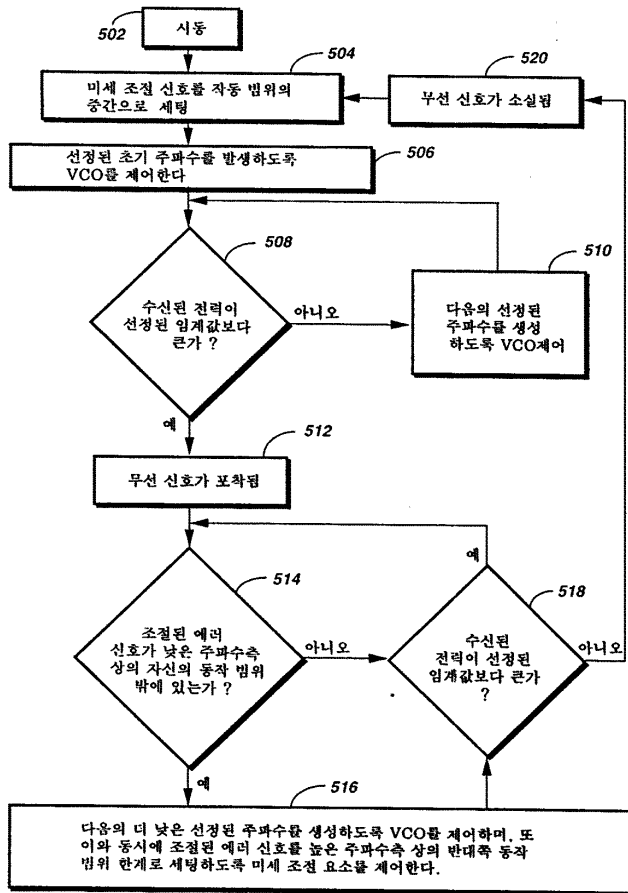 502
시동
504
미세 조절 신호를 작동 범위의
중간으로 세팅
520
무선 신호가 소실됨
506
선정된 초기 주파수를 발생하도록
VCO를 제어한다
508
수신된 전력이
선정된 임계값보다
큰가 ?
아니오
510
다음의 선정된
주파수를 생성
하도록 VCO제어
예
512
무선 신호가 포착됨
514
조절된 에러
신호가 낮은 주파수측
상의 자신의 동작 범위
밖에 있는가 ?
아니오
예
518
수신된
전력이 선정된
임계값보다 큰가
?
아니오
예
516
다음의 더 낮은 선정된 주파수를 생성하도록 VCO를 제어하며, 또
이와 동시에 조절된 에러 신호를 높은 주파수측 상의 반대쪽 동작
범위 한계로 세팅하도록 미세 조절 요소를 제어한다.